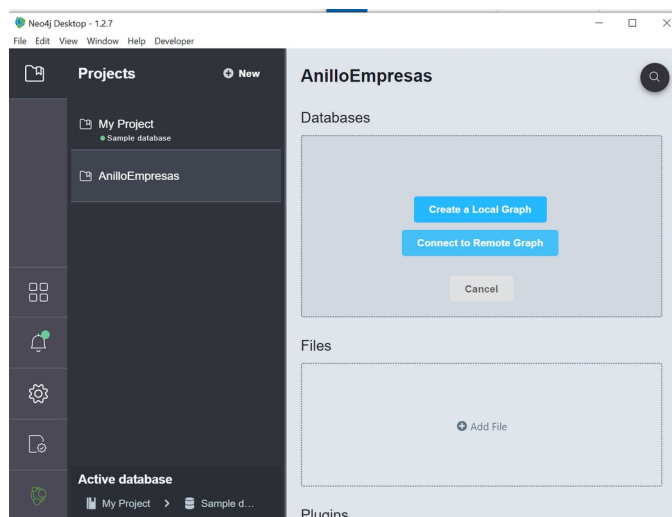 Neo4j Desktop - 1.2.7
File Edit View Window Help Developer
Projects
New
My Project
Sample database
AnilloEmpresas
Active database
My Project > Sample d...
AnilloEmpresas
Databases
Create a Local Graph
Connect to Remote Graph
Cancel
Files
Add File
Plugins